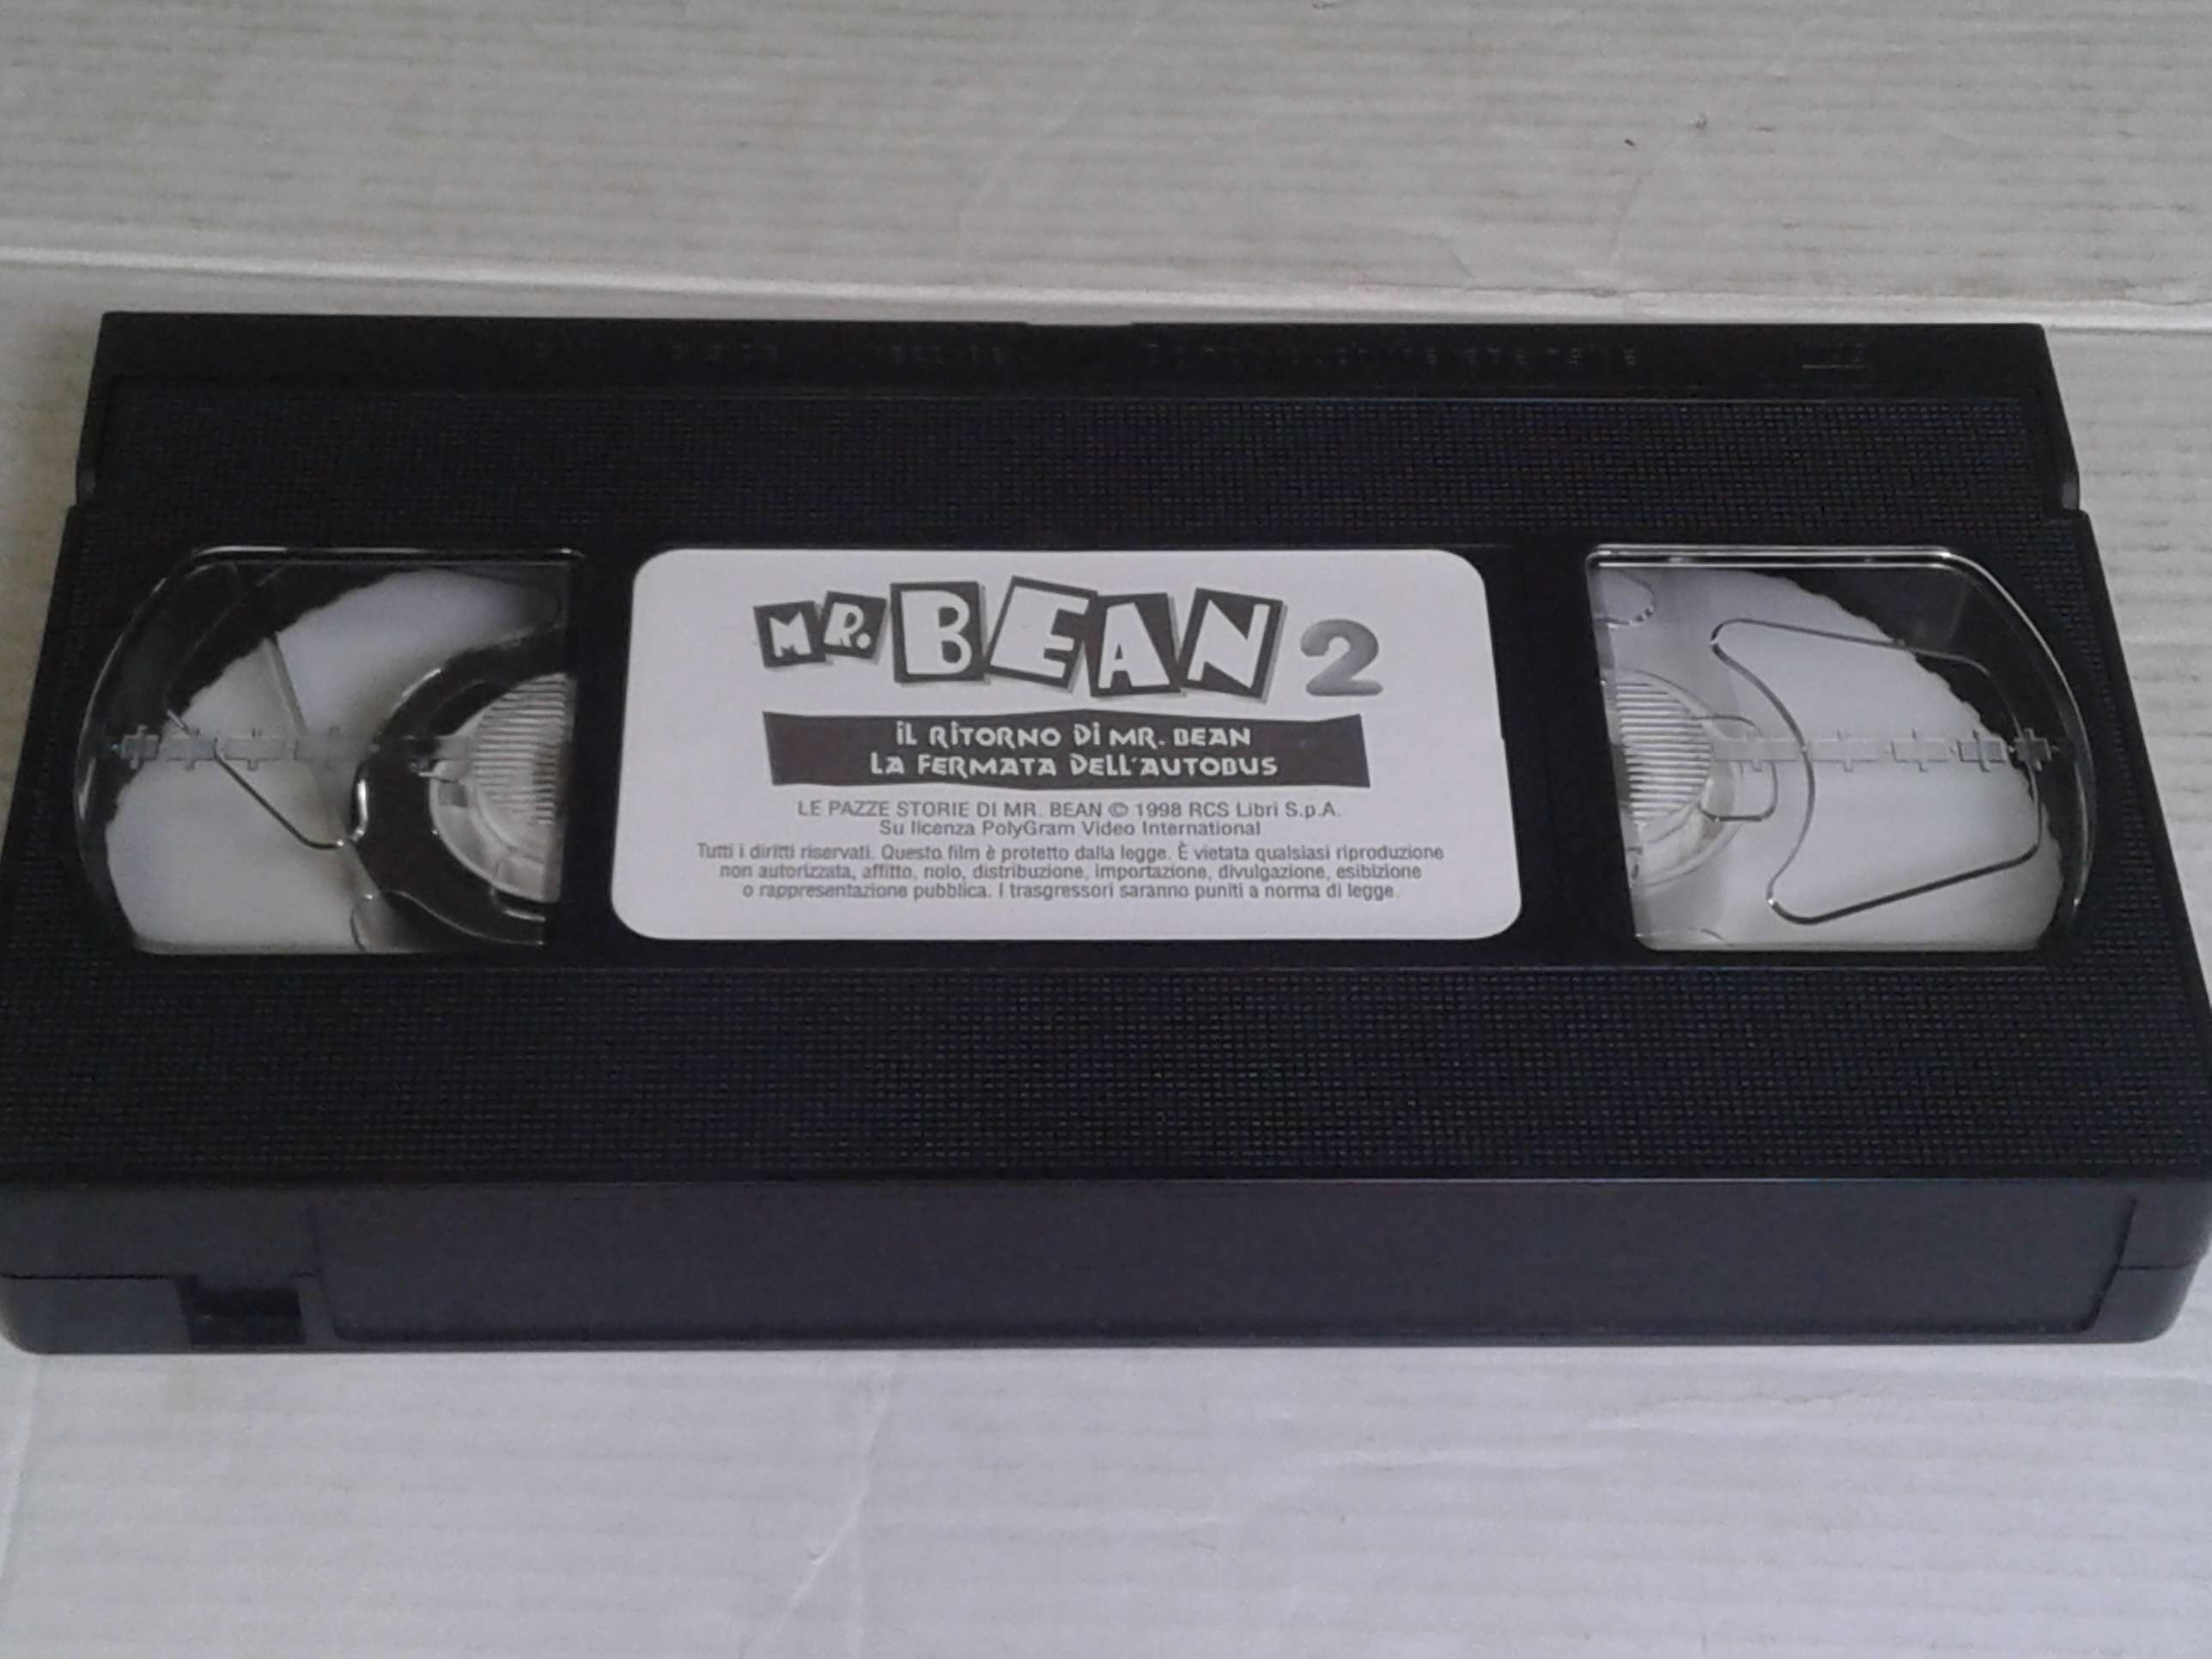 MR. BEAN 2
IL RITORNO DI MR. BEAN
LA FERMATA DELL'AUTOBUS
LE PAZZE STORIE DI MR. BEAN © 1998 RCS Libri S.p.A.
Su licenza PolyGram Video International
Tutti i diritti riservati. Questo film è protetto dalla legge. È vietata qualsiasi riproduzione
non autorizzata, affitto, nolo, distribuzione, importazione, divulgazione, esibizione
o rappresentazione pubblica. I trasgressori saranno puniti a norma di legge.